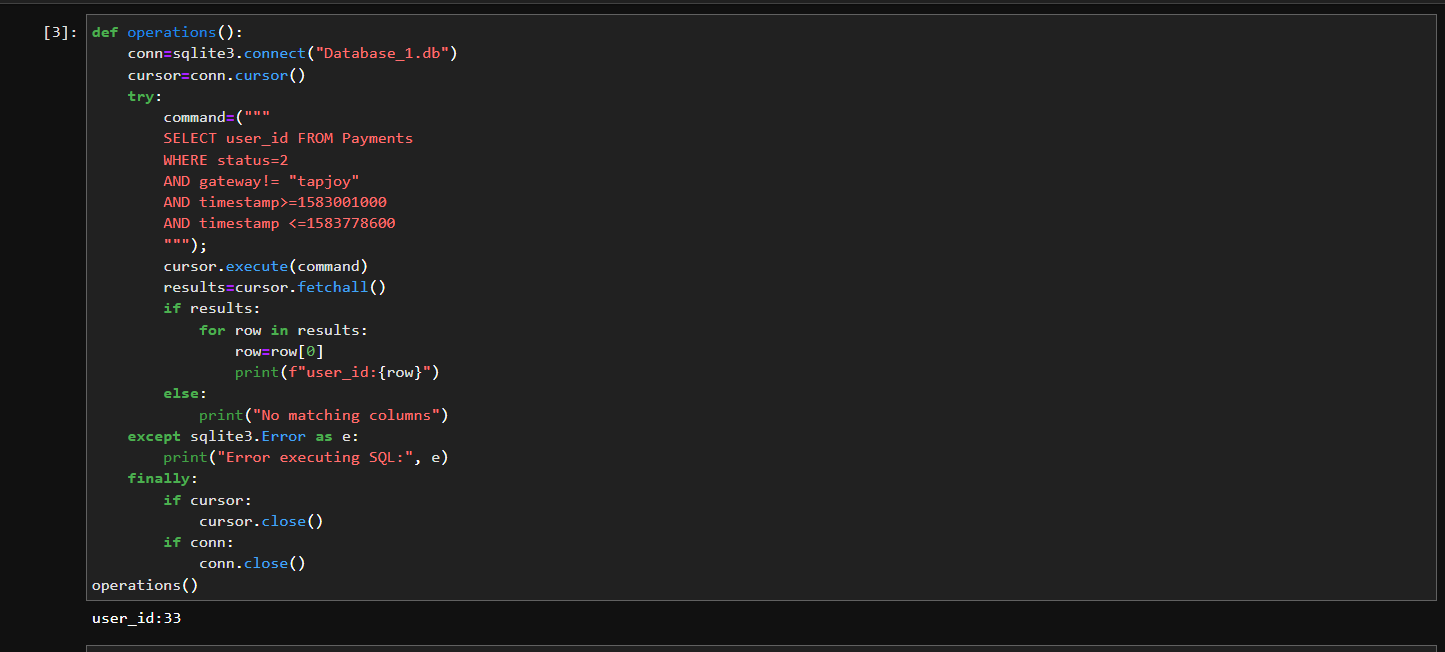 [3]: def operations():
    conn=sqlite3.connect("Database_1.db")
    cursor=conn.cursor()
    try:
        command=("""
        SELECT user_id FROM Payments
        WHERE status=2
        AND gateway!= "tapjoy"
        AND timestamp>=1583001000
        AND timestamp <=1583778600
        """);
        cursor.execute(command)
        results=cursor.fetchall()
        if results:
            for row in results:
                row=row[0]
                print(f"user_id:{row}")
        else:
            print("No matching columns")
    except sqlite3.Error as e:
        print("Error executing SQL:", e)
    finally:
        if cursor:
            cursor.close()
        if conn:
            conn.close()
operations()
user_id:33